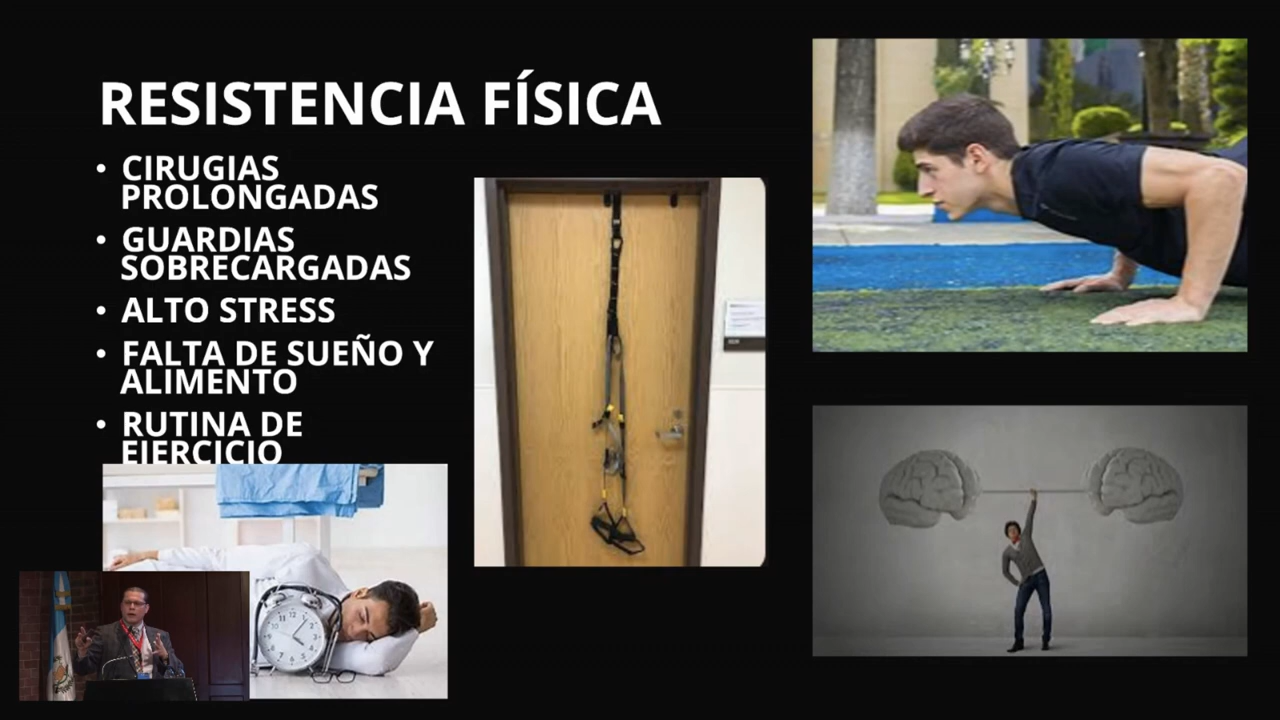 RESISTENCIA FÍSICA
• CIRUGIAS
PROLONGADAS
• GUARDIAS
SOBRECARGADAS
• ALTO STRESS
• FALTA DE SUEÑO Y
ALIMENTO
• RUTINA DE
EJERCICIO